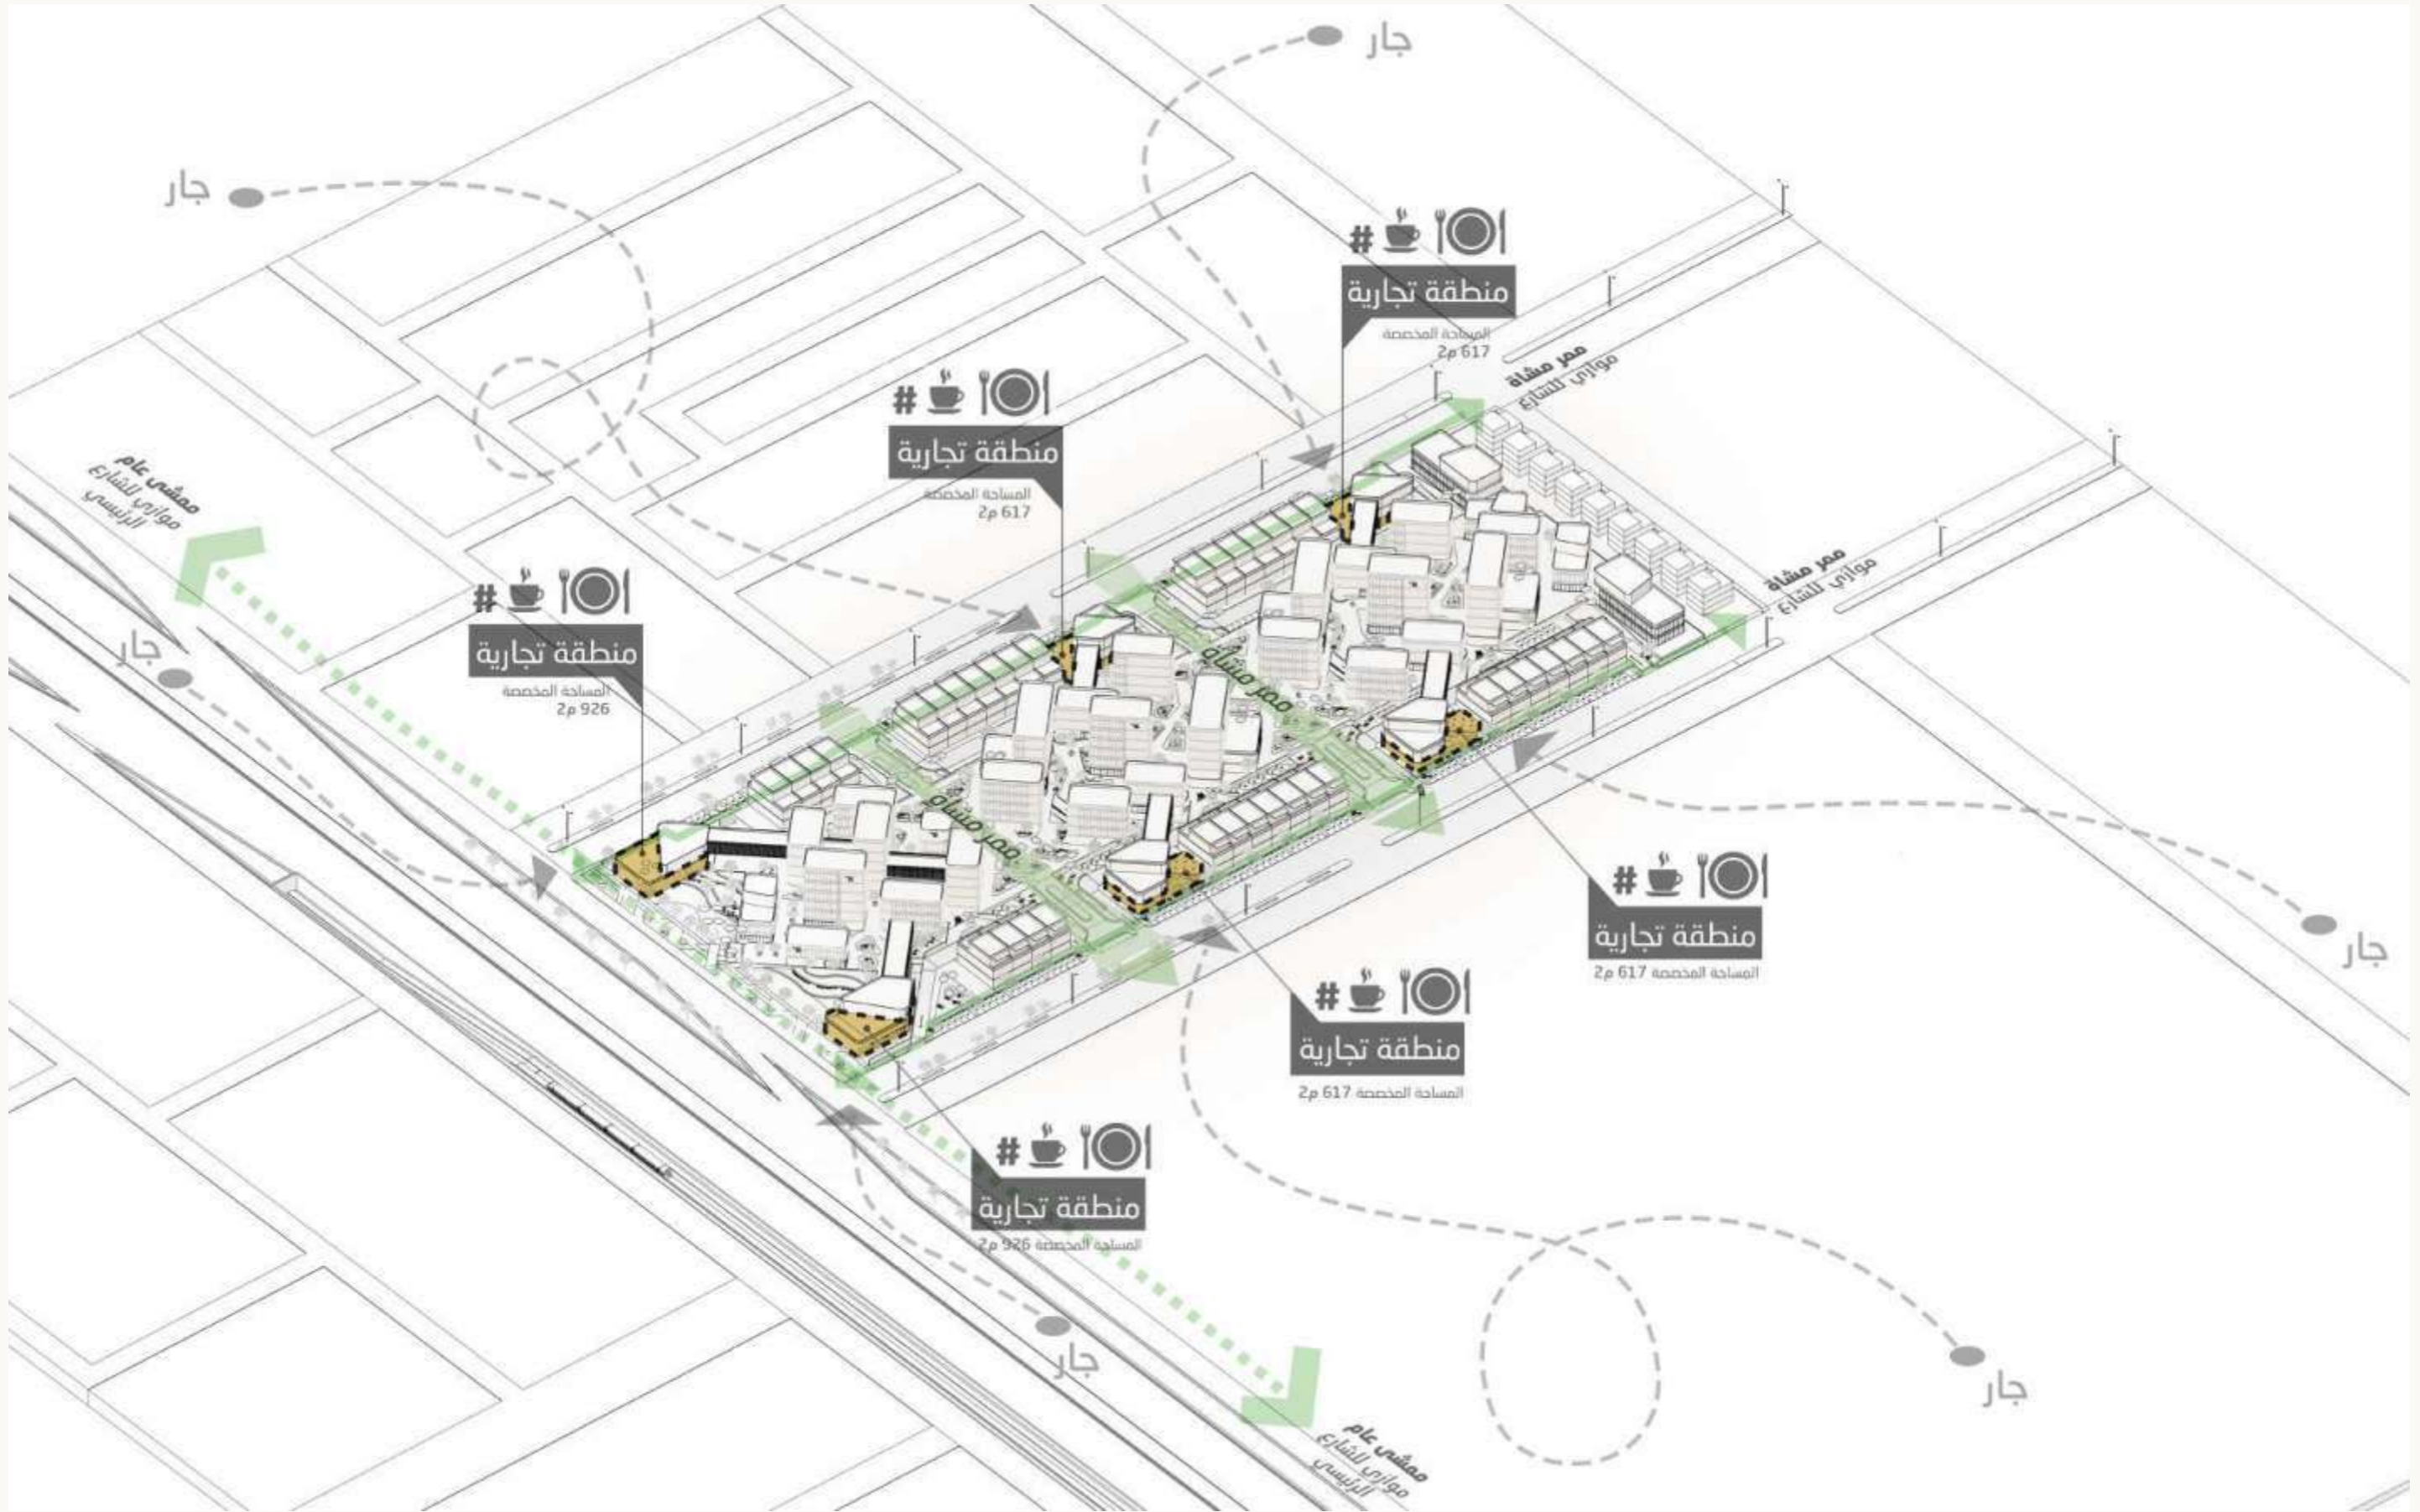 جار
جار
#
منطقة تجارية
المساحة المخصصة
617 م2
ممر مشاة
موازي للشارع
#
منطقة تجارية
المساحة المخصصة
617 م2
ممشى عام
موازي للشارع
الرئيسي
#
منطقة تجارية
المساحة المخصصة
926 م2
جار
ممر مشاة
موازي للشارع
ممر مشاة
ممر مشاة
#
منطقة تجارية
المساحة المخصصة 617 م2
جار
#
منطقة تجارية
المساحة المخصصة 617 م2
#
منطقة تجارية
المساحة المخصصة 926 م2
جار
جار
ممشى عام
موازي للشارع
الرئيسي